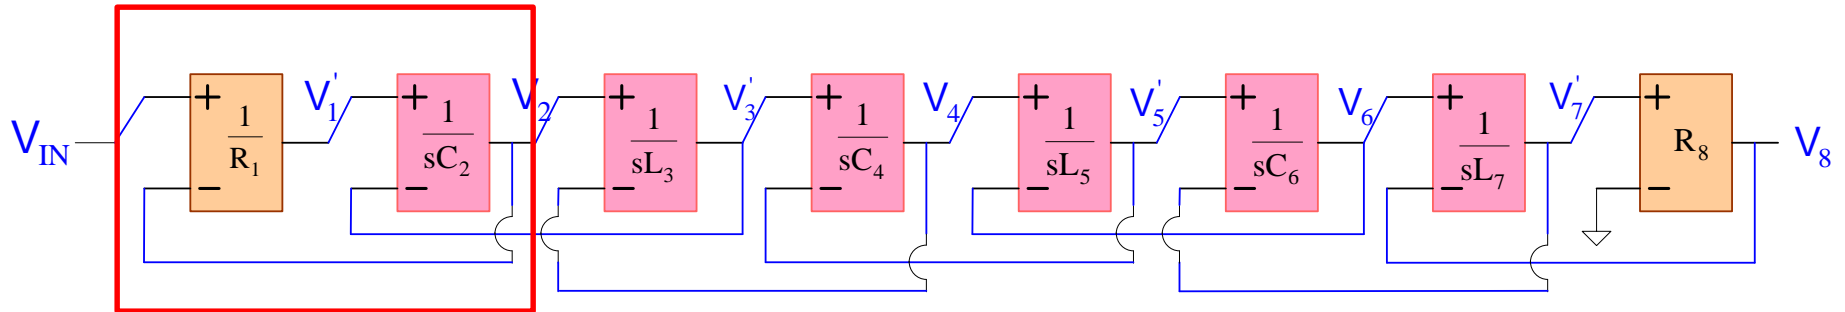 V_IN
+
1
R_1
−
V'_1
+
1
sC_2
−
V_2
+
1
sL_3
−
V'_3
+
1
sC_4
−
V_4
+
1
sL_5
−
V'_5
+
1
sC_6
−
V_6
+
1
sL_7
−
V'_7
+
R_8
−
V_8